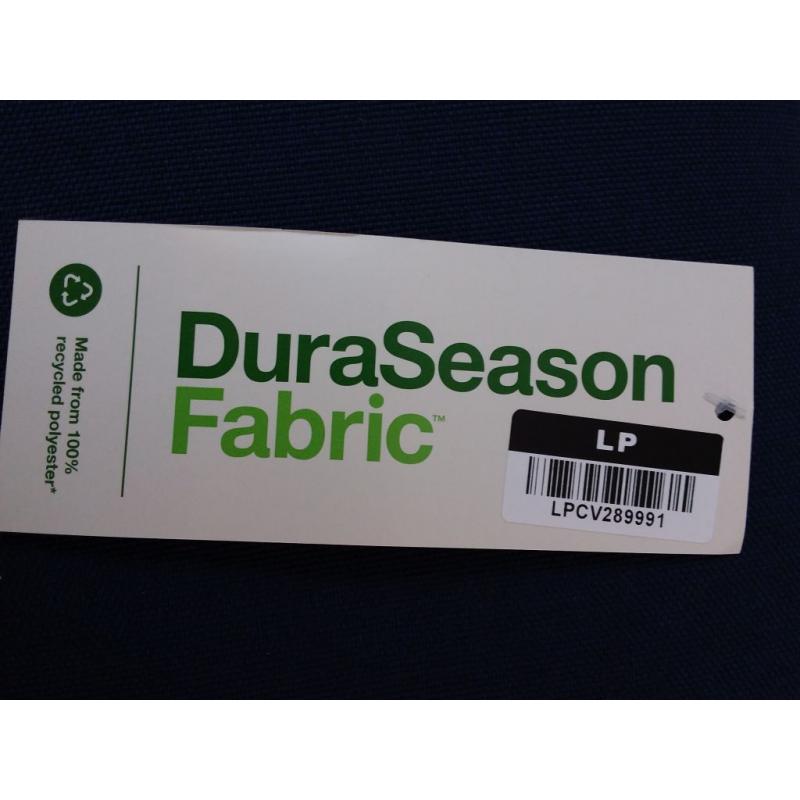 Made from 100%
recycled polyester*
DuraSeason
Fabric™
LP
LPCV289991